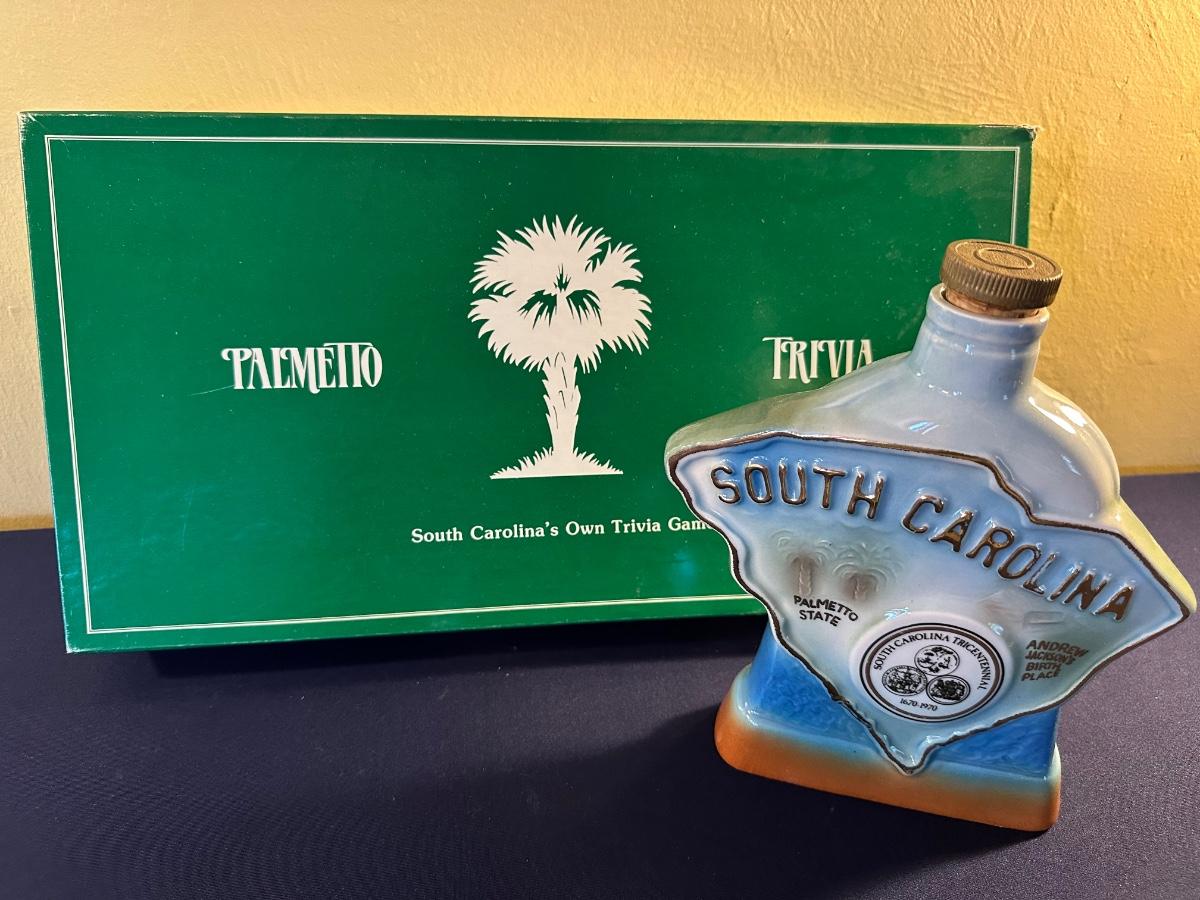 PALMETTO
TRIVIA
South Carolina's Own Trivia Game
SOUTH CAROLINA
PALMETTO
STATE
SOUTH CAROLINA TRICENTENNIAL
1670-1970
ANDREW
JACKSON'S
BIRTH
PLACE